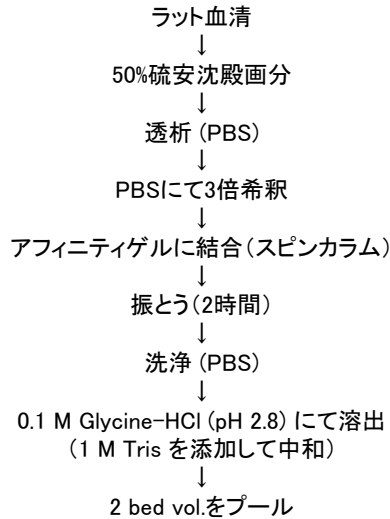 ラット血清
↓
50%硫安沈殿画分
↓
透析 (PBS)
↓
PBSにて3倍希釈
↓
アフィニティゲルに結合(スピンカラム)
↓
振とう(2時間)
↓
洗浄 (PBS)
↓
0.1 M Glycine-HCl (pH 2.8) にて溶出
(1 M Tris を添加して中和)
↓
2 bed vol.をプール